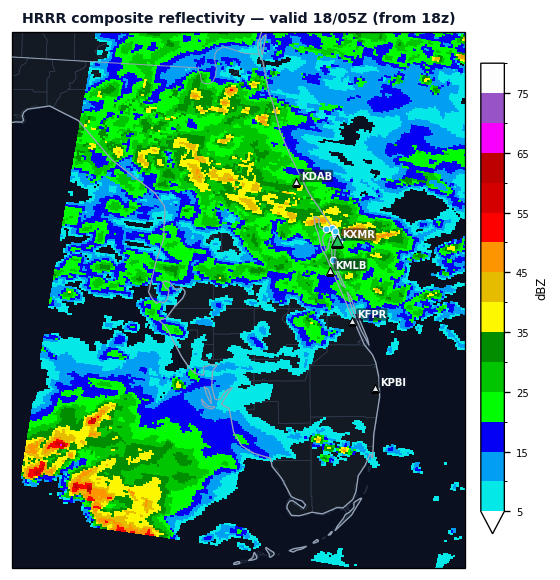 HRRR composite reflectivity — valid 18/05Z (from 18z)
KDAB
KXMR
KMLB
KFPR
KPBI
75
65
55
45
35
25
15
5
dBZ